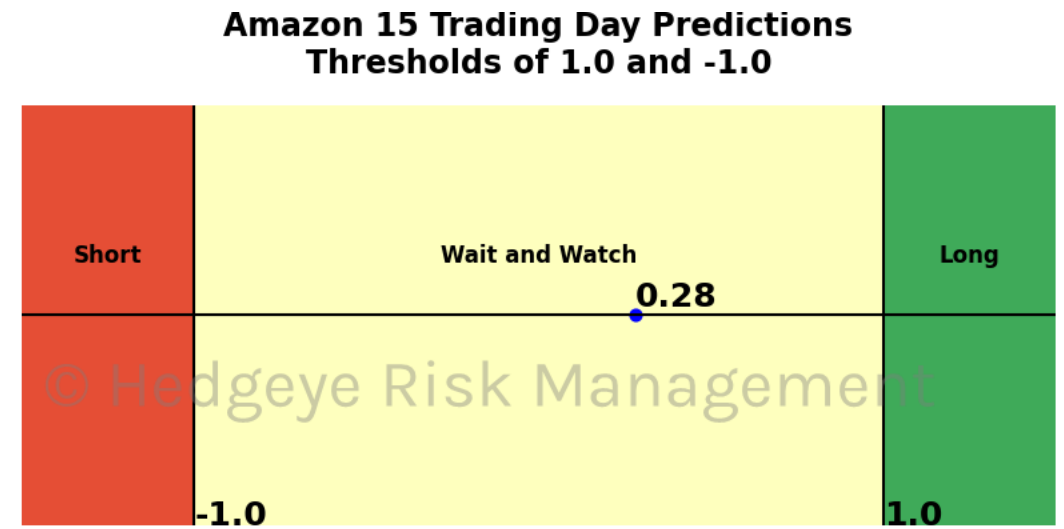 Amazon 15 Trading Day Predictions
Thresholds of 1.0 and -1.0
Short
Wait and Watch
Long
0.28
© Hedgeye Risk Management
-1.0
1.0